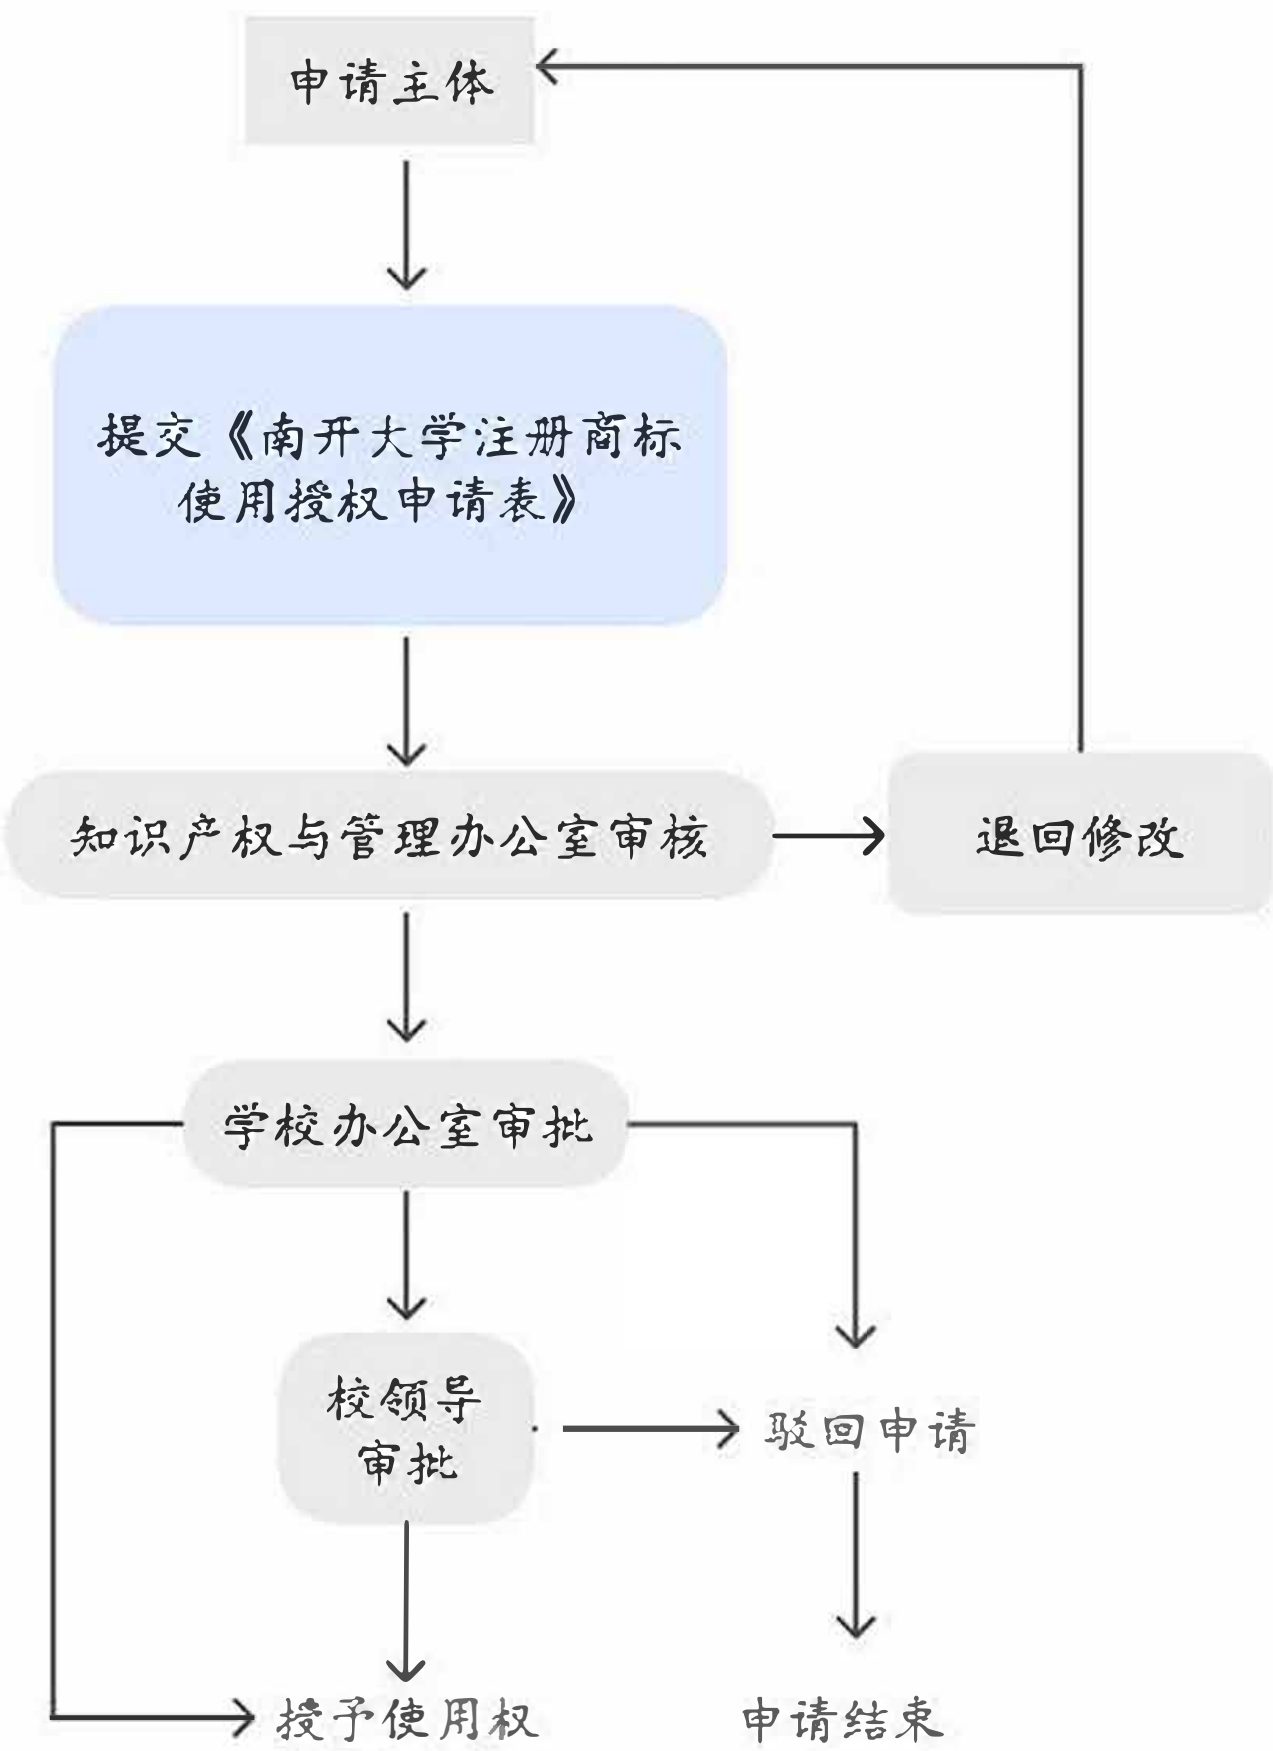 申请主体
提交《南开大学注册商标
使用授权申请表》
知识产权与管理办公室审核
退回修改
学校办公室审批
校领导
审批
驳回申请
授予使用权
申请结束